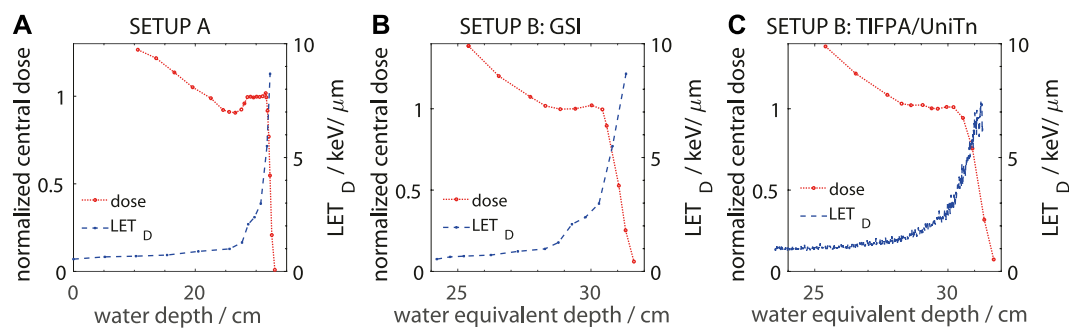 A SETUP A
normalized central dose
1
0.5
0
dose
LET D
10
5
0
LET D / keV/ μm
0 10 20 30
water depth / cm
B SETUP B: GSI
normalized central dose
1
0.5
0
dose
LET D
10
5
0
LET D / keV/ μm
25 30
water equivalent depth / cm
C SETUP B: TIFPA/UniTn
normalized central dose
1
0.5
0
dose
LET D
10
5
0
LET D / keV/ μm
25 30
water equivalent depth / cm